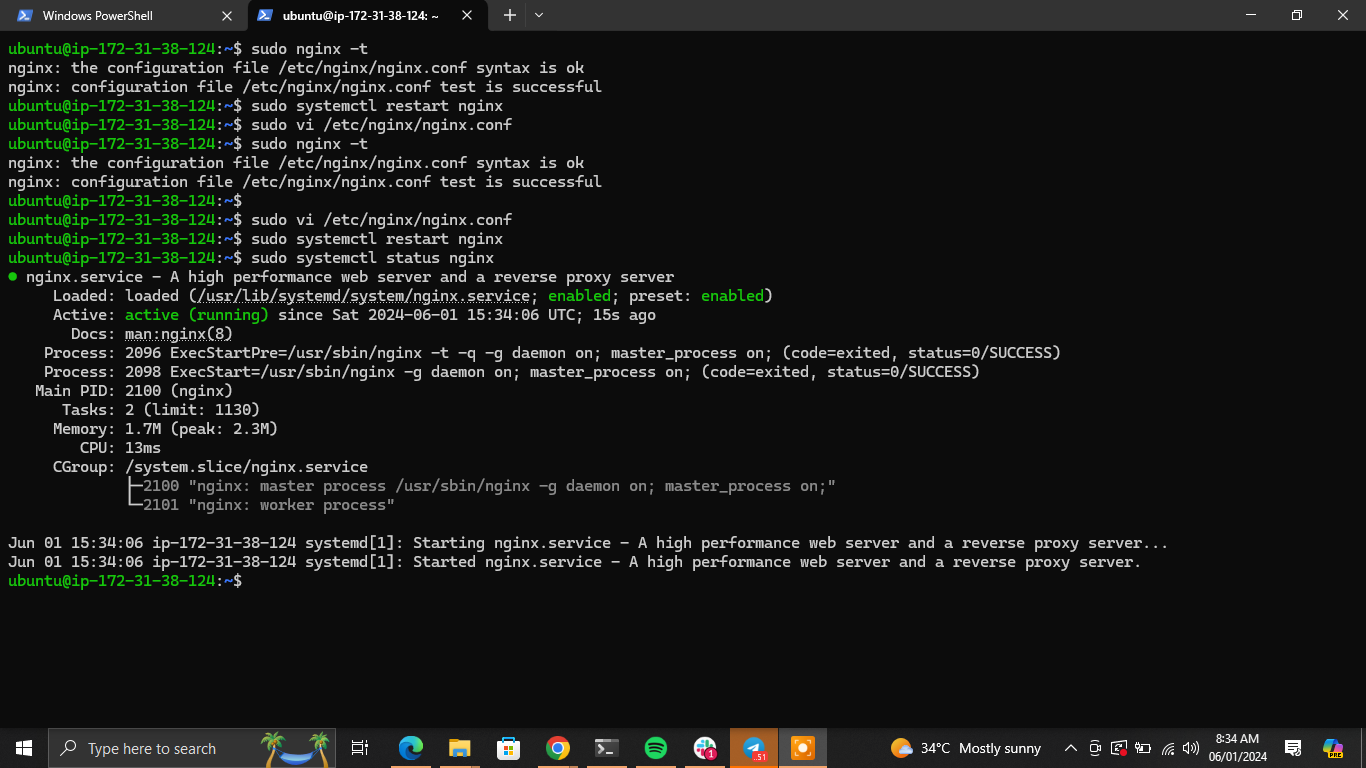 Windows PowerShell
ubuntu@ip-172-31-38-124: ~
ubuntu@ip-172-31-38-124:~$ sudo nginx -t
nginx: the configuration file /etc/nginx/nginx.conf syntax is ok
nginx: configuration file /etc/nginx/nginx.conf test is successful
ubuntu@ip-172-31-38-124:~$ sudo systemctl restart nginx
ubuntu@ip-172-31-38-124:~$ sudo vi /etc/nginx/nginx.conf
ubuntu@ip-172-31-38-124:~$ sudo nginx -t
nginx: the configuration file /etc/nginx/nginx.conf syntax is ok
nginx: configuration file /etc/nginx/nginx.conf test is successful
ubuntu@ip-172-31-38-124:~$
ubuntu@ip-172-31-38-124:~$ sudo vi /etc/nginx/nginx.conf
ubuntu@ip-172-31-38-124:~$ sudo systemctl restart nginx
ubuntu@ip-172-31-38-124:~$ sudo systemctl status nginx
● nginx.service - A high performance web server and a reverse proxy server
Loaded: loaded (/usr/lib/systemd/system/nginx.service; enabled; preset: enabled)
Active: active (running) since Sat 2024-06-01 15:34:06 UTC; 15s ago
Docs: man:nginx(8)
Process: 2096 ExecStartPre=/usr/sbin/nginx -t -q -g daemon on; master_process on; (code=exited, status=0/SUCCESS)
Process: 2098 ExecStart=/usr/sbin/nginx -g daemon on; master_process on; (code=exited, status=0/SUCCESS)
Main PID: 2100 (nginx)
Tasks: 2 (limit: 1130)
Memory: 1.7M (peak: 2.3M)
CPU: 13ms
CGroup: /system.slice/nginx.service
├─2100 "nginx: master process /usr/sbin/nginx -g daemon on; master_process on;"
└─2101 "nginx: worker process"
Jun 01 15:34:06 ip-172-31-38-124 systemd[1]: Starting nginx.service - A high performance web server and a reverse proxy server...
Jun 01 15:34:06 ip-172-31-38-124 systemd[1]: Started nginx.service - A high performance web server and a reverse proxy server.
ubuntu@ip-172-31-38-124:~$
Type here to search
1
51
34°C Mostly sunny
8:34 AM
06/01/2024
PRE